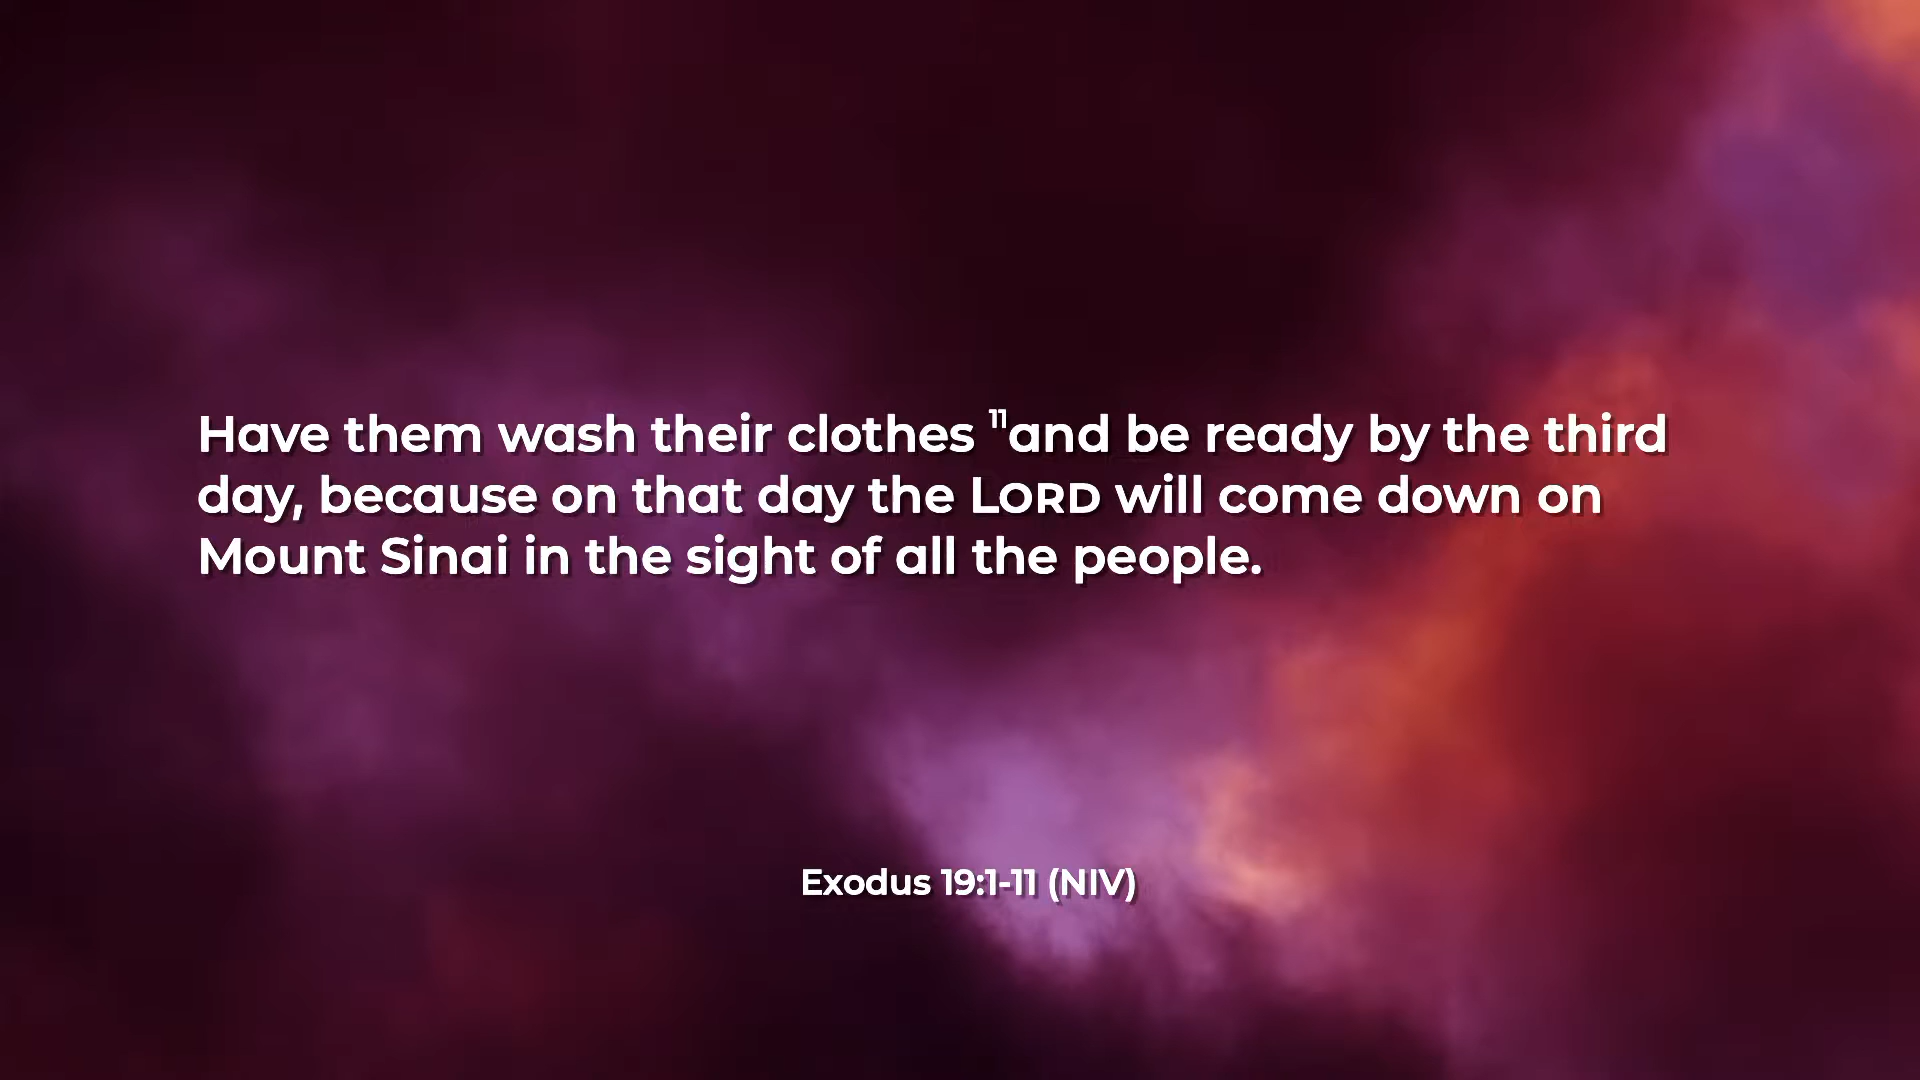 Have them wash their clothes ¹¹and be ready by the third
day, because on that day the LORD will come down on
Mount Sinai in the sight of all the people.
Exodus 19:1-11 (NIV)